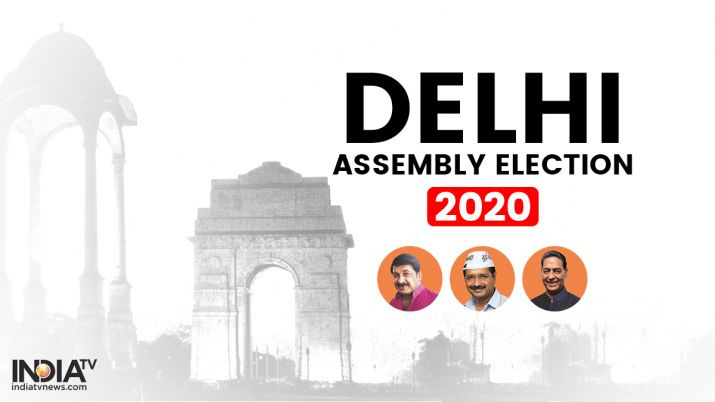 DELHI
ASSEMBLY ELECTION
2020
INDIA TV
indiatvnews.com